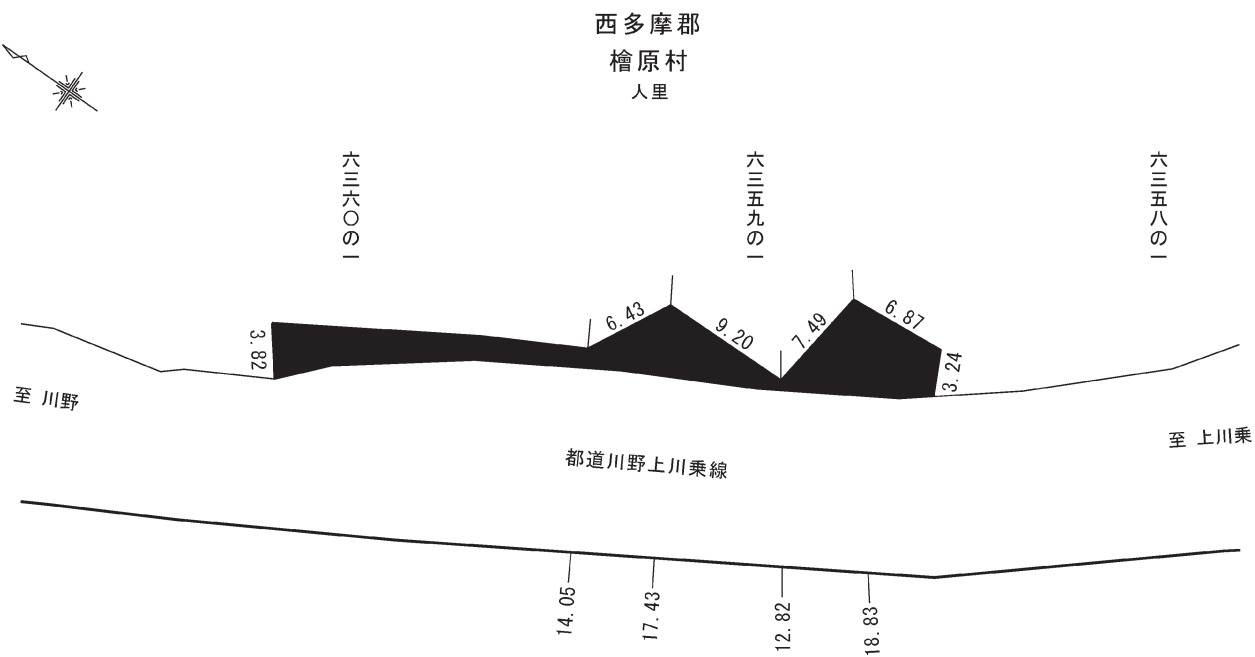 西多摩郡
檜原村
人里
六三六〇の一
六三五九の一
六三五八の一
3.82
6.43
9.20
7.49
6.87
3.24
至 川野
都道川野上川乗線
至 上川乗
14.05
17.43
12.82
18.83